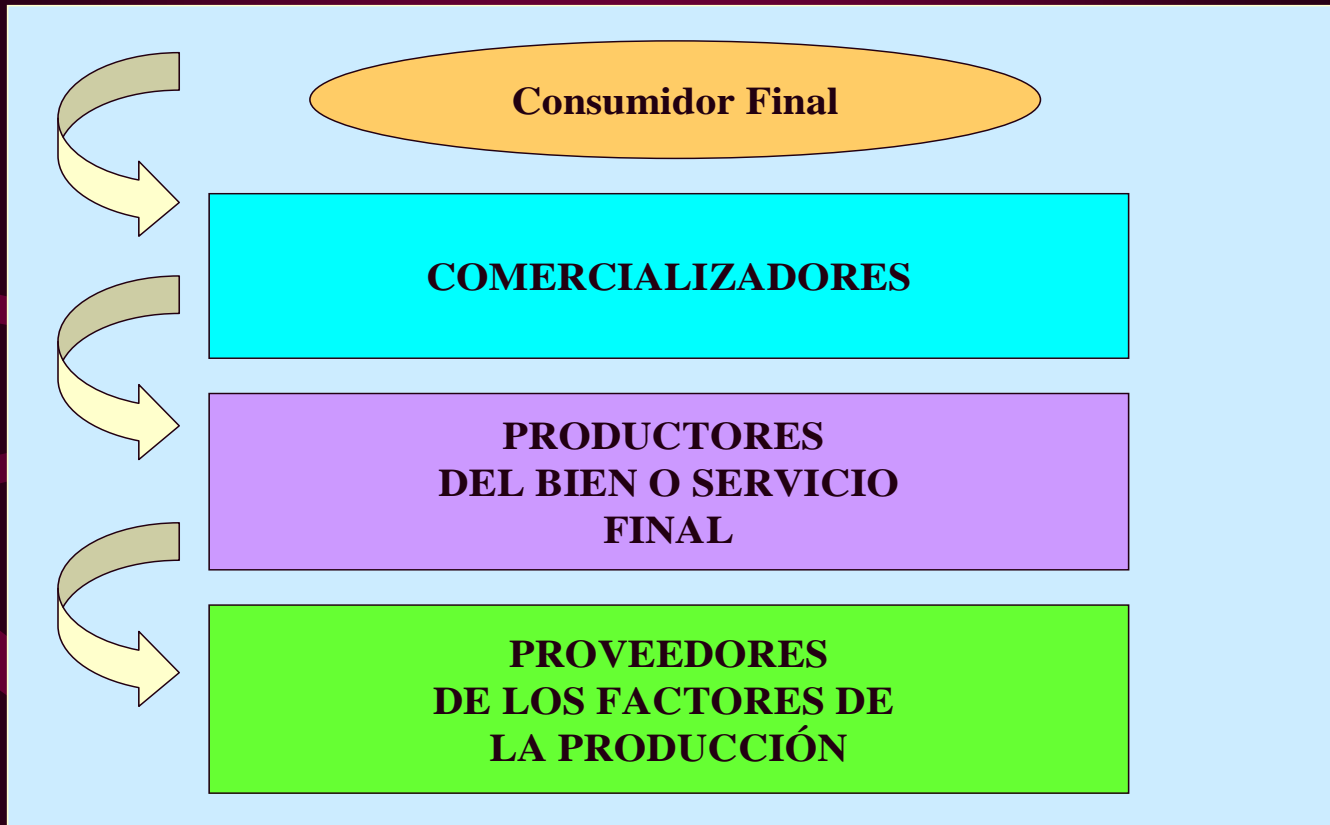 Consumidor Final
COMERCIALIZADORES
PRODUCTORES
DEL BIEN O SERVICIO
FINAL
PROVEEDORES
DE LOS FACTORES DE
LA PRODUCCIÓN